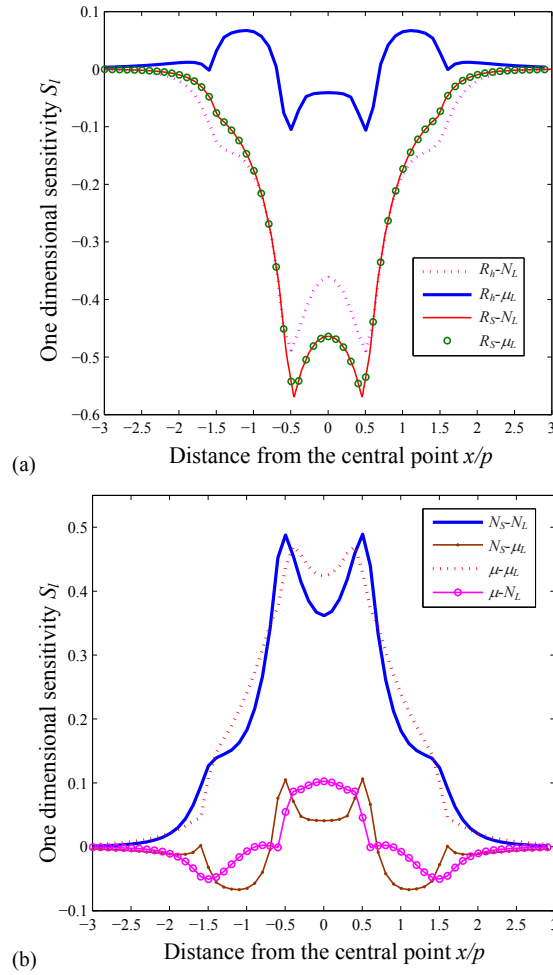 (a)
One dimensional sensitivity S_l
0.1
0
−0.1
−0.2
−0.3
−0.4
−0.5
−0.6
R_h-N_L
R_h-μ_L
R_S-N_L
R_S-μ_L
−3 −2.5 −2 −1.5 −1 −0.5 0 0.5 1 1.5 2 2.5 3
Distance from the central point x/p
(b)
One dimensional sensitivity S_l
0.5
0.4
0.3
0.2
0.1
0
0.1
N_S-N_L
N_S-μ_L
μ-μ_L
μ-N_L
−3 −2.5 −2 −1.5 −1 −0.5 0 0.5 1 1.5 2 2.5 3
Distance from the central point x/p